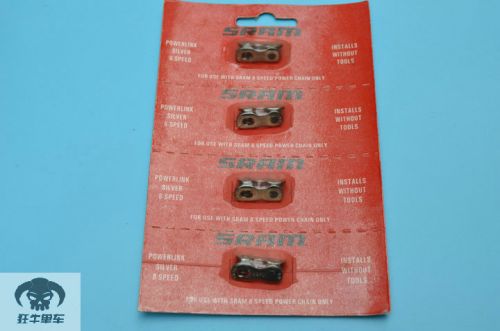 SRAM
POWERLINK
SILVER
8 SPEED
INSTALLS
WITHOUT
TOOLS
FOR USE WITH SRAM 8 SPEED POWER CHAIN ONLY
SRAM
POWERLINK
SILVER
8 SPEED
INSTALLS
WITHOUT
TOOLS
FOR USE WITH SRAM 8 SPEED POWER CHAIN ONLY
SRAM
POWERLINK
SILVER
8 SPEED
INSTALLS
WITHOUT
TOOLS
FOR USE WITH SRAM 8 SPEED POWER CHAIN ONLY
SRAM
POWERLINK
SILVER
8 SPEED
INSTALLS
WITHOUT
TOOLS
FOR USE WITH SRAM 8 SPEED POWER CHAIN ONLY
狂牛单车